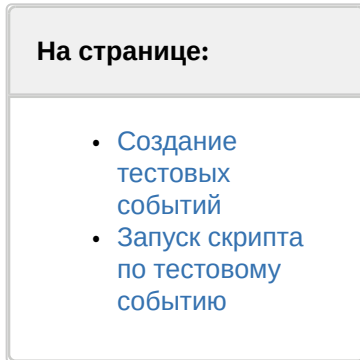 На странице:
• Создание
тестовых
событий
• Запуск скрипта
по тестовому
событию